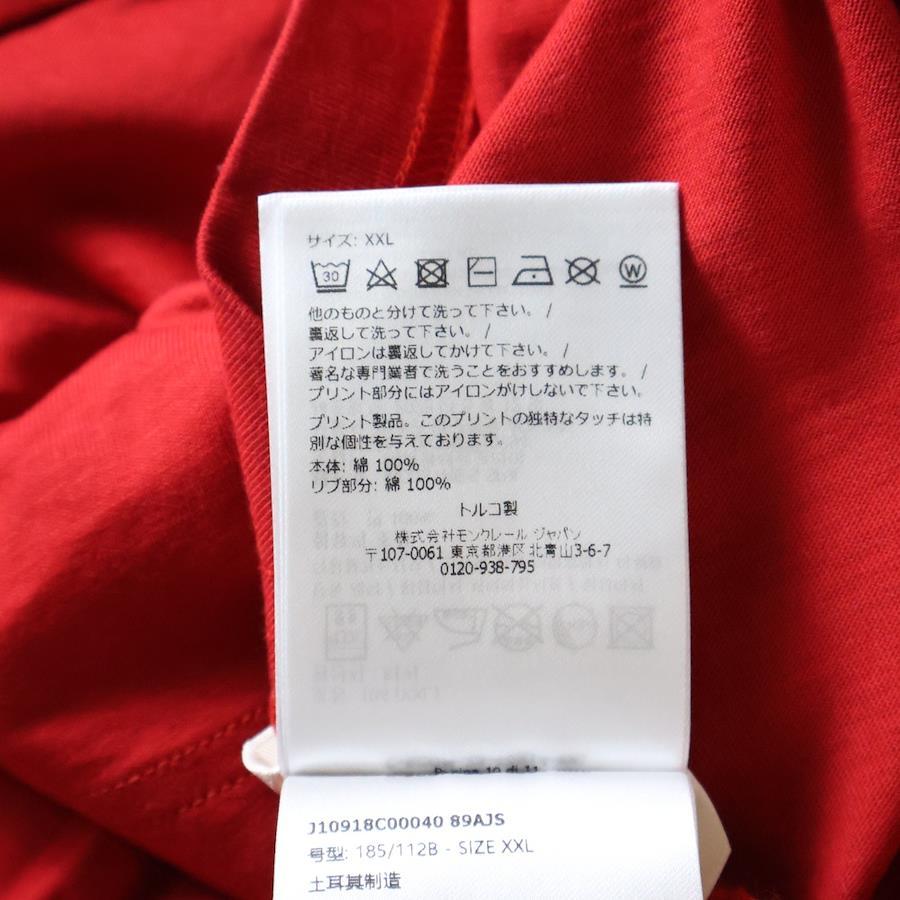 サイズ: XXL
30 W
他のものと分けて洗って下さい。 /
裏返して洗って下さい。 /
アイロンは裏返してかけて下さい。 /
著名な専門業者で洗うことをおすすめします。 /
プリント部分にはアイロンがけしないで下さい。
プリント製品。このプリントの独特なタッチは特
別な個性を与えております。
本体: 綿 100%
リブ部分: 綿 100%
トルコ製
株式会社モンクレール ジャパン
〒107-0061 東京都港区北青山3-6-7
0120-938-795
J10918C00040 89AJS
号型: 185/112B - SIZE XXL
土耳其制造